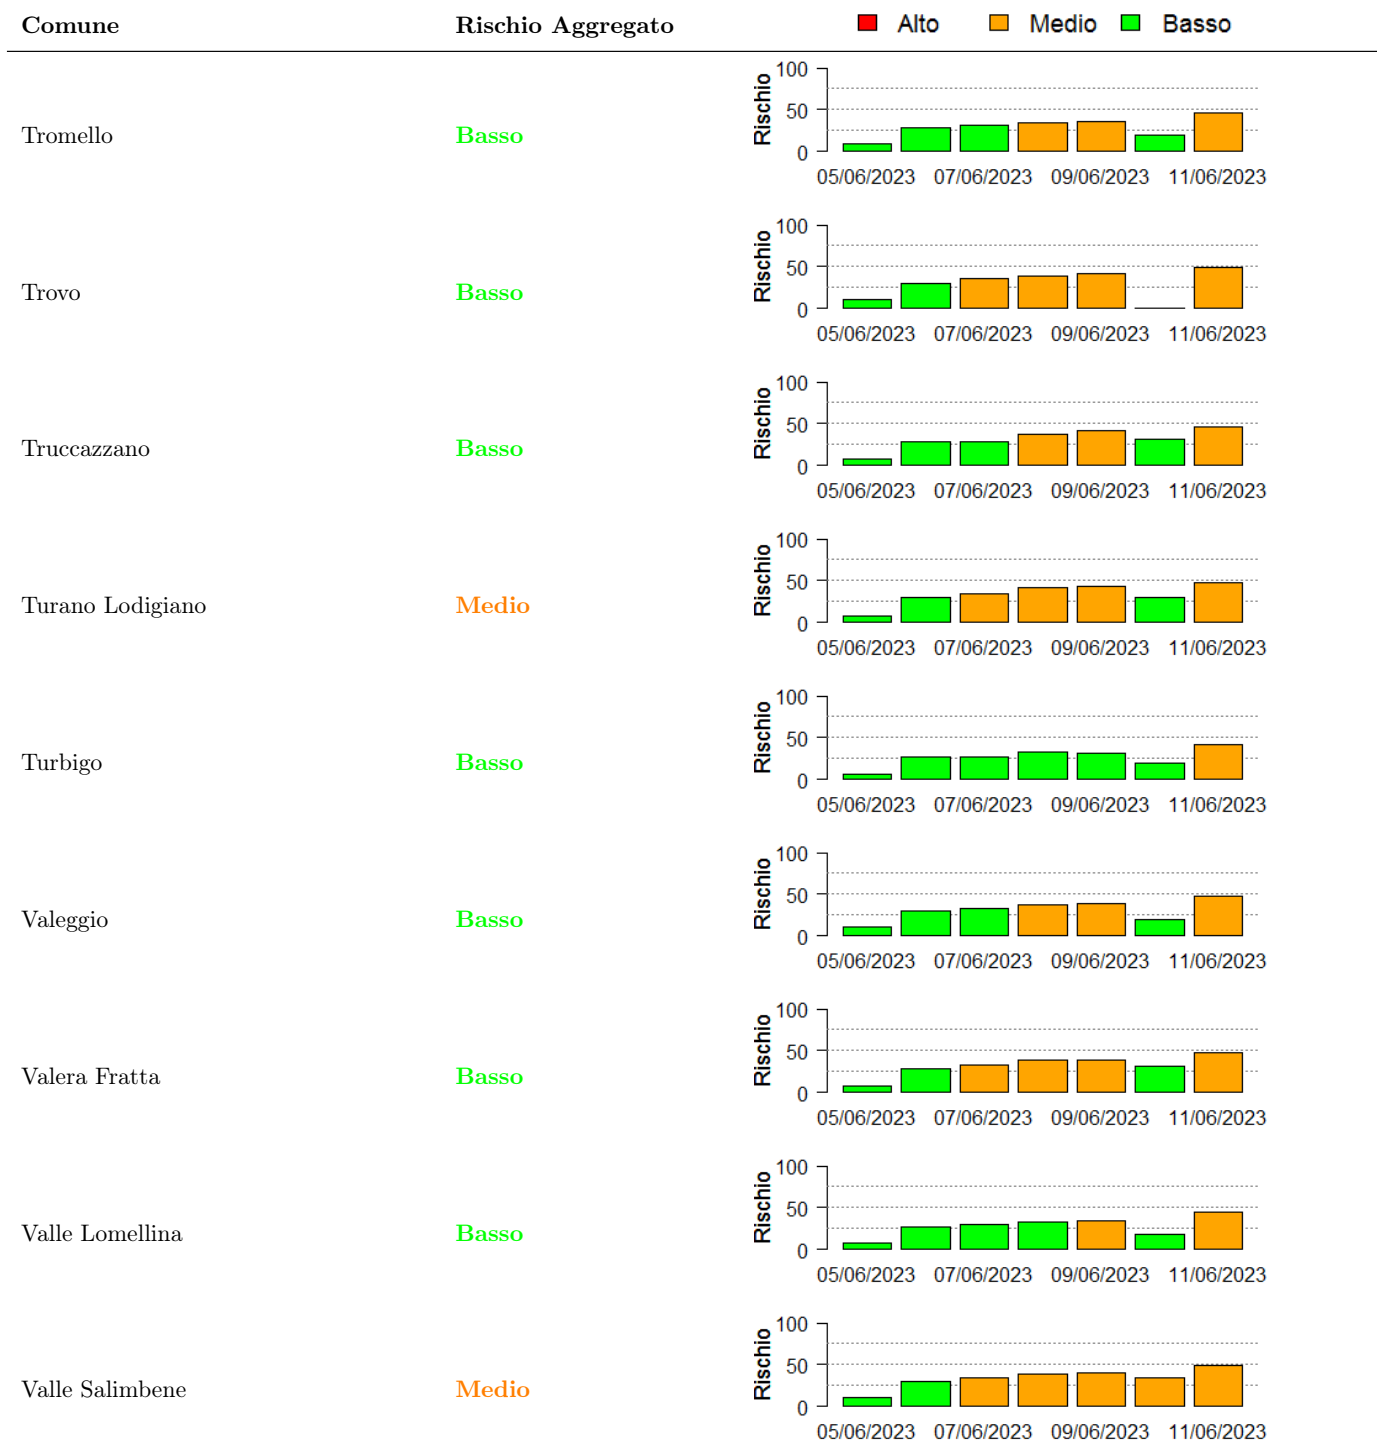 Comune Rischio Aggregato Alto Medio Basso
Tromello Basso
Rischio
100
50
0
05/06/2023 07/06/2023 09/06/2023 11/06/2023
Trovo Basso
Rischio
100
50
0
05/06/2023 07/06/2023 09/06/2023 11/06/2023
Truccazzano Basso
Rischio
100
50
0
05/06/2023 07/06/2023 09/06/2023 11/06/2023
Turano Lodigiano Medio
Rischio
100
50
0
05/06/2023 07/06/2023 09/06/2023 11/06/2023
Turbigo Basso
Rischio
100
50
0
05/06/2023 07/06/2023 09/06/2023 11/06/2023
Valeggio Basso
Rischio
100
50
0
05/06/2023 07/06/2023 09/06/2023 11/06/2023
Valera Fratta Basso
Rischio
100
50
0
05/06/2023 07/06/2023 09/06/2023 11/06/2023
Valle Lomellina Basso
Rischio
100
50
0
05/06/2023 07/06/2023 09/06/2023 11/06/2023
Valle Salimbene Medio
Rischio
100
50
0
05/06/2023 07/06/2023 09/06/2023 11/06/2023